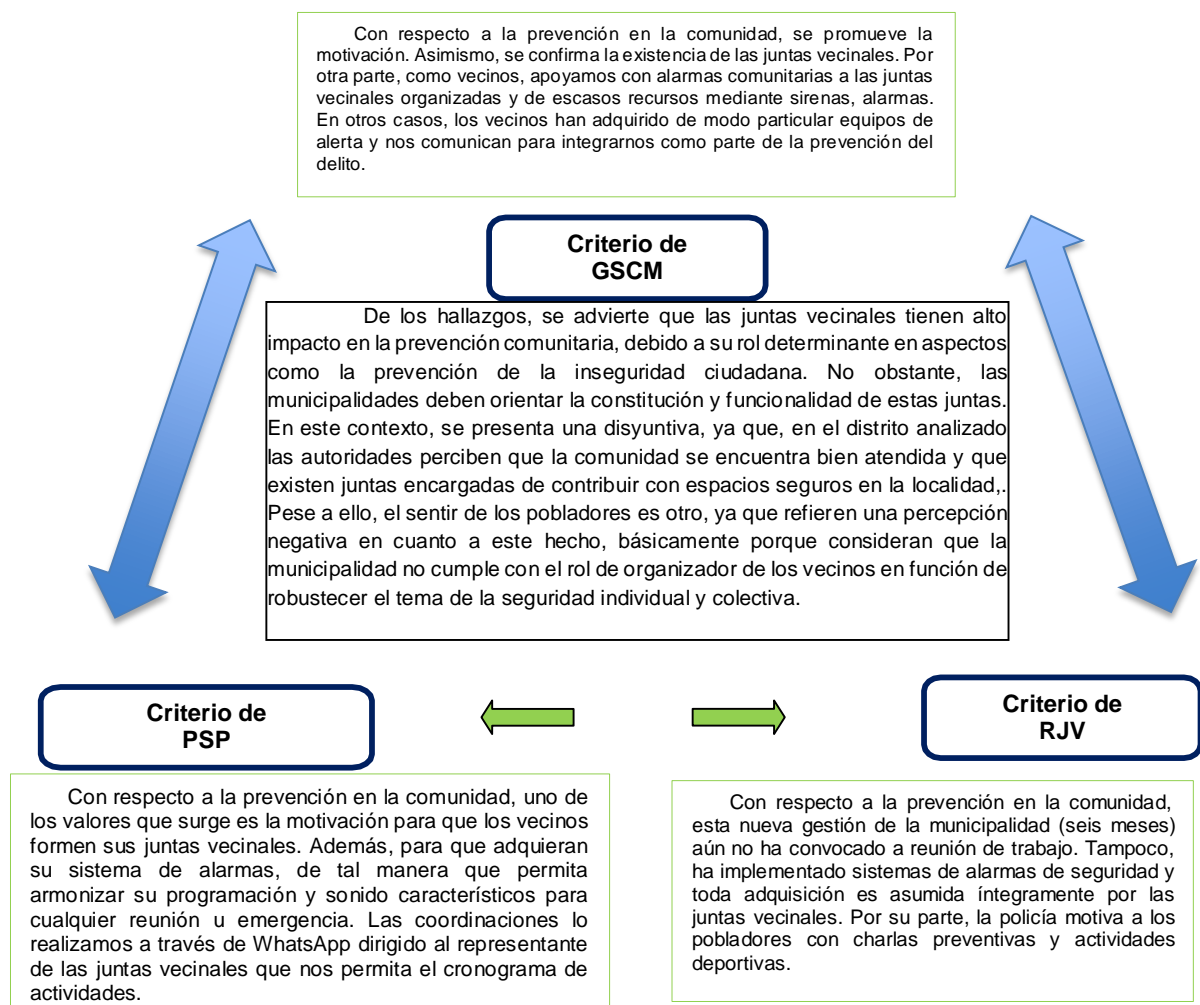 Con respecto a la prevención en la comunidad, se promueve la
motivación. Asimismo, se confirma la existencia de las juntas vecinales. Por
otra parte, como vecinos, apoyamos con alarmas comunitarias a las juntas
vecinales organizadas y de escasos recursos mediante sirenas, alarmas.
En otros casos, los vecinos han adquirido de modo particular equipos de
alerta y nos comunican para integrarnos como parte de la prevención del
delito.
Criterio de
GSCM
De los hallazgos, se advierte que las juntas vecinales tienen alto
impacto en la prevención comunitaria, debido a su rol determinante en aspectos
como la prevención de la inseguridad ciudadana. No obstante, las
municipalidades deben orientar la constitución y funcionalidad de estas juntas.
En este contexto, se presenta una disyuntiva, ya que, en el distrito analizado
las autoridades perciben que la comunidad se encuentra bien atendida y que
existen juntas encargadas de contribuir con espacios seguros en la localidad,.
Pese a ello, el sentir de los pobladores es otro, ya que refieren una percepción
negativa en cuanto a este hecho, básicamente porque consideran que la
municipalidad no cumple con el rol de organizador de los vecinos en función de
robustecer el tema de la seguridad individual y colectiva.
Criterio de
PSP
Con respecto a la prevención en la comunidad, uno de
los valores que surge es la motivación para que los vecinos
formen sus juntas vecinales. Además, para que adquieran
su sistema de alarmas, de tal manera que permita
armonizar su programación y sonido característicos para
cualquier reunión u emergencia. Las coordinaciones lo
realizamos a través de WhatsApp dirigido al representante
de las juntas vecinales que nos permita el cronograma de
actividades.
Criterio de
RJV
Con respecto a la prevención en la comunidad,
esta nueva gestión de la municipalidad (seis meses)
aún no ha convocado a reunión de trabajo. Tampoco,
ha implementado sistemas de alarmas de seguridad y
toda adquisición es asumida íntegramente por las
juntas vecinales. Por su parte, la policía motiva a los
pobladores con charlas preventivas y actividades
deportivas.